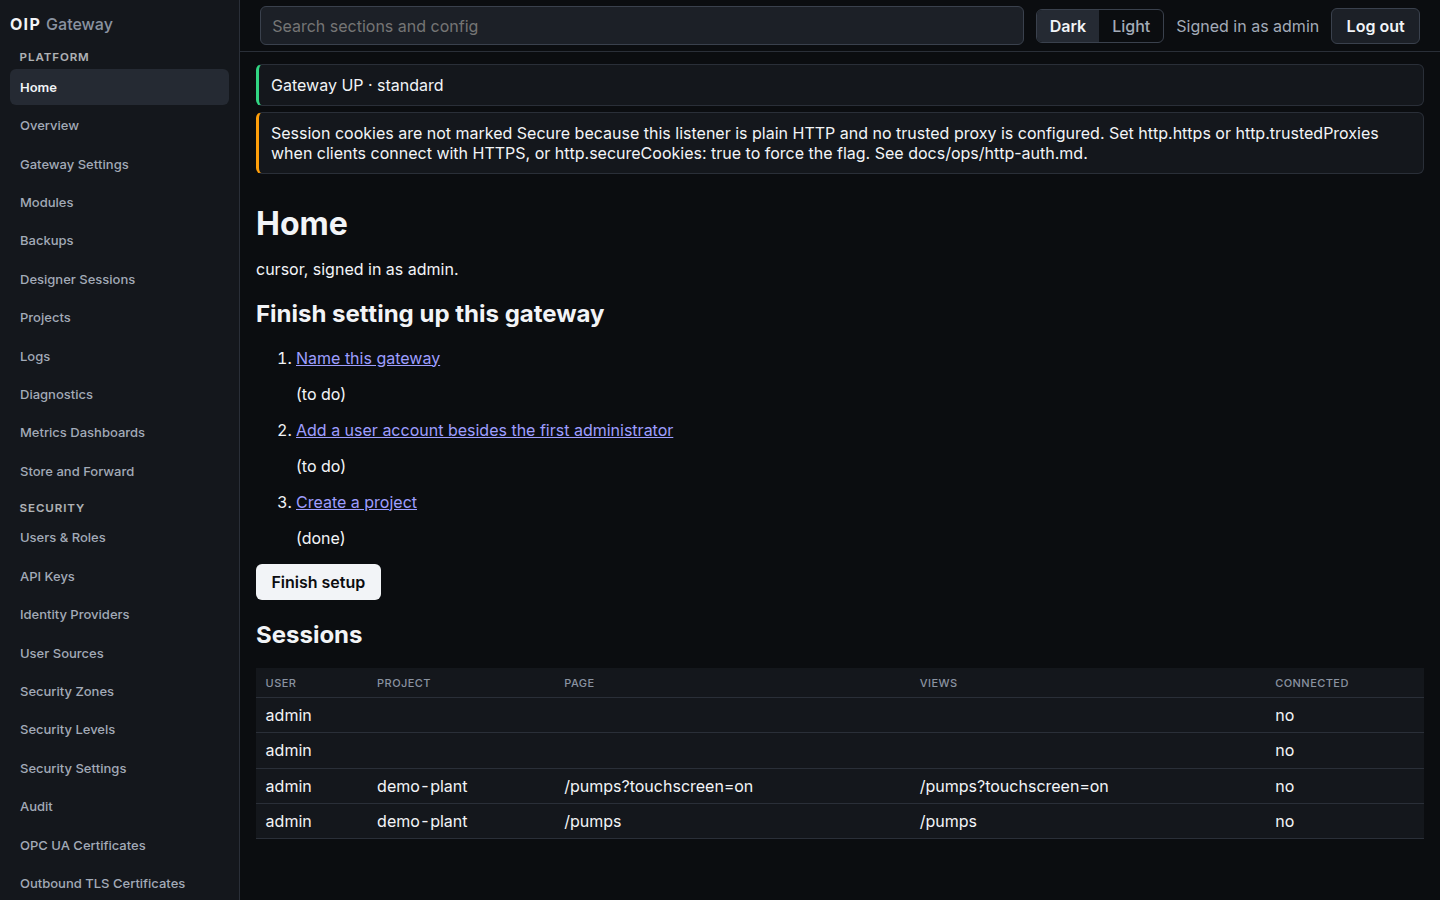 OIP Gateway
PLATFORM
Home
Overview
Gateway Settings
Modules
Backups
Designer Sessions
Projects
Logs
Diagnostics
Metrics Dashboards
Store and Forward
SECURITY
Users & Roles
API Keys
Identity Providers
User Sources
Security Zones
Security Levels
Security Settings
Audit
OPC UA Certificates
Outbound TLS Certificates
Search sections and config
Dark Light Signed in as admin Log out
Gateway UP · standard
Session cookies are not marked Secure because this listener is plain HTTP and no trusted proxy is configured. Set http.https or http.trustedProxies
when clients connect with HTTPS, or http.secureCookies: true to force the flag. See docs/ops/http-auth.md.
Home
cursor, signed in as admin.
Finish setting up this gateway
1. Name this gateway
(to do)
2. Add a user account besides the first administrator
(to do)
3. Create a project
(done)
Finish setup
Sessions
USER PROJECT PAGE VIEWS CONNECTED
admin no
admin no
admin demo-plant /pumps?touchscreen=on /pumps?touchscreen=on no
admin demo-plant /pumps /pumps no